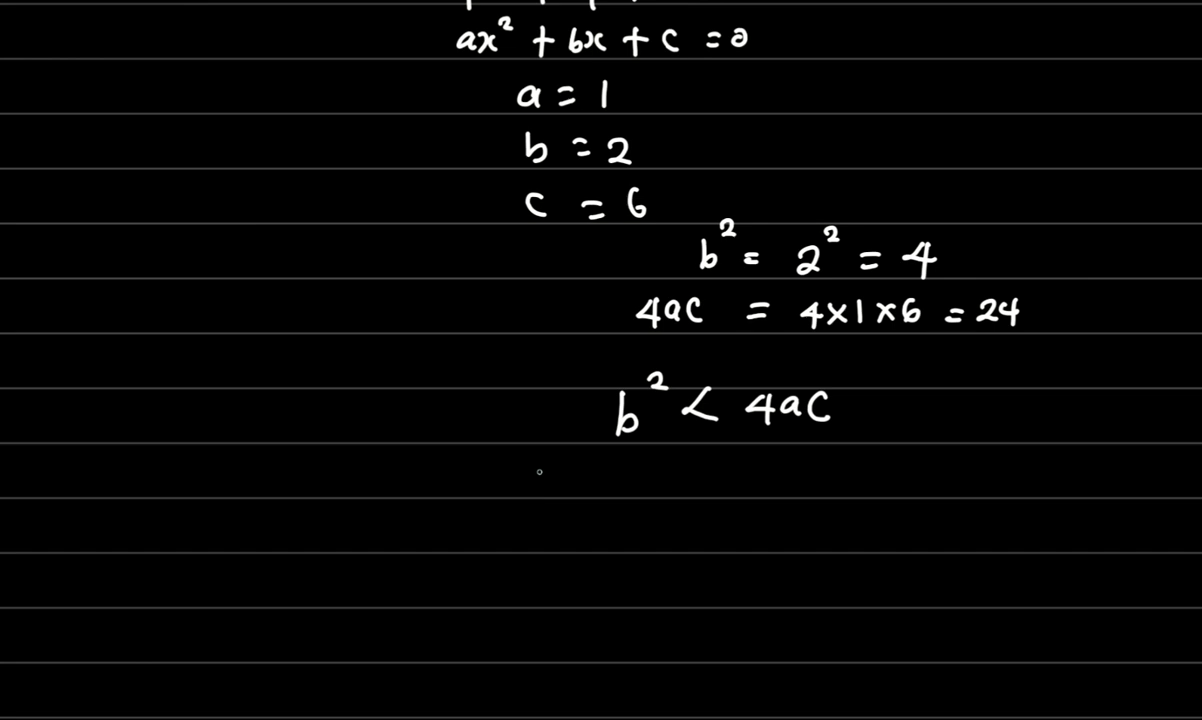 ax² + bx + c = 0
a = 1
b = 2
c = 6
b² = 2² = 4
4ac = 4×1×6 = 24
b² < 4ac